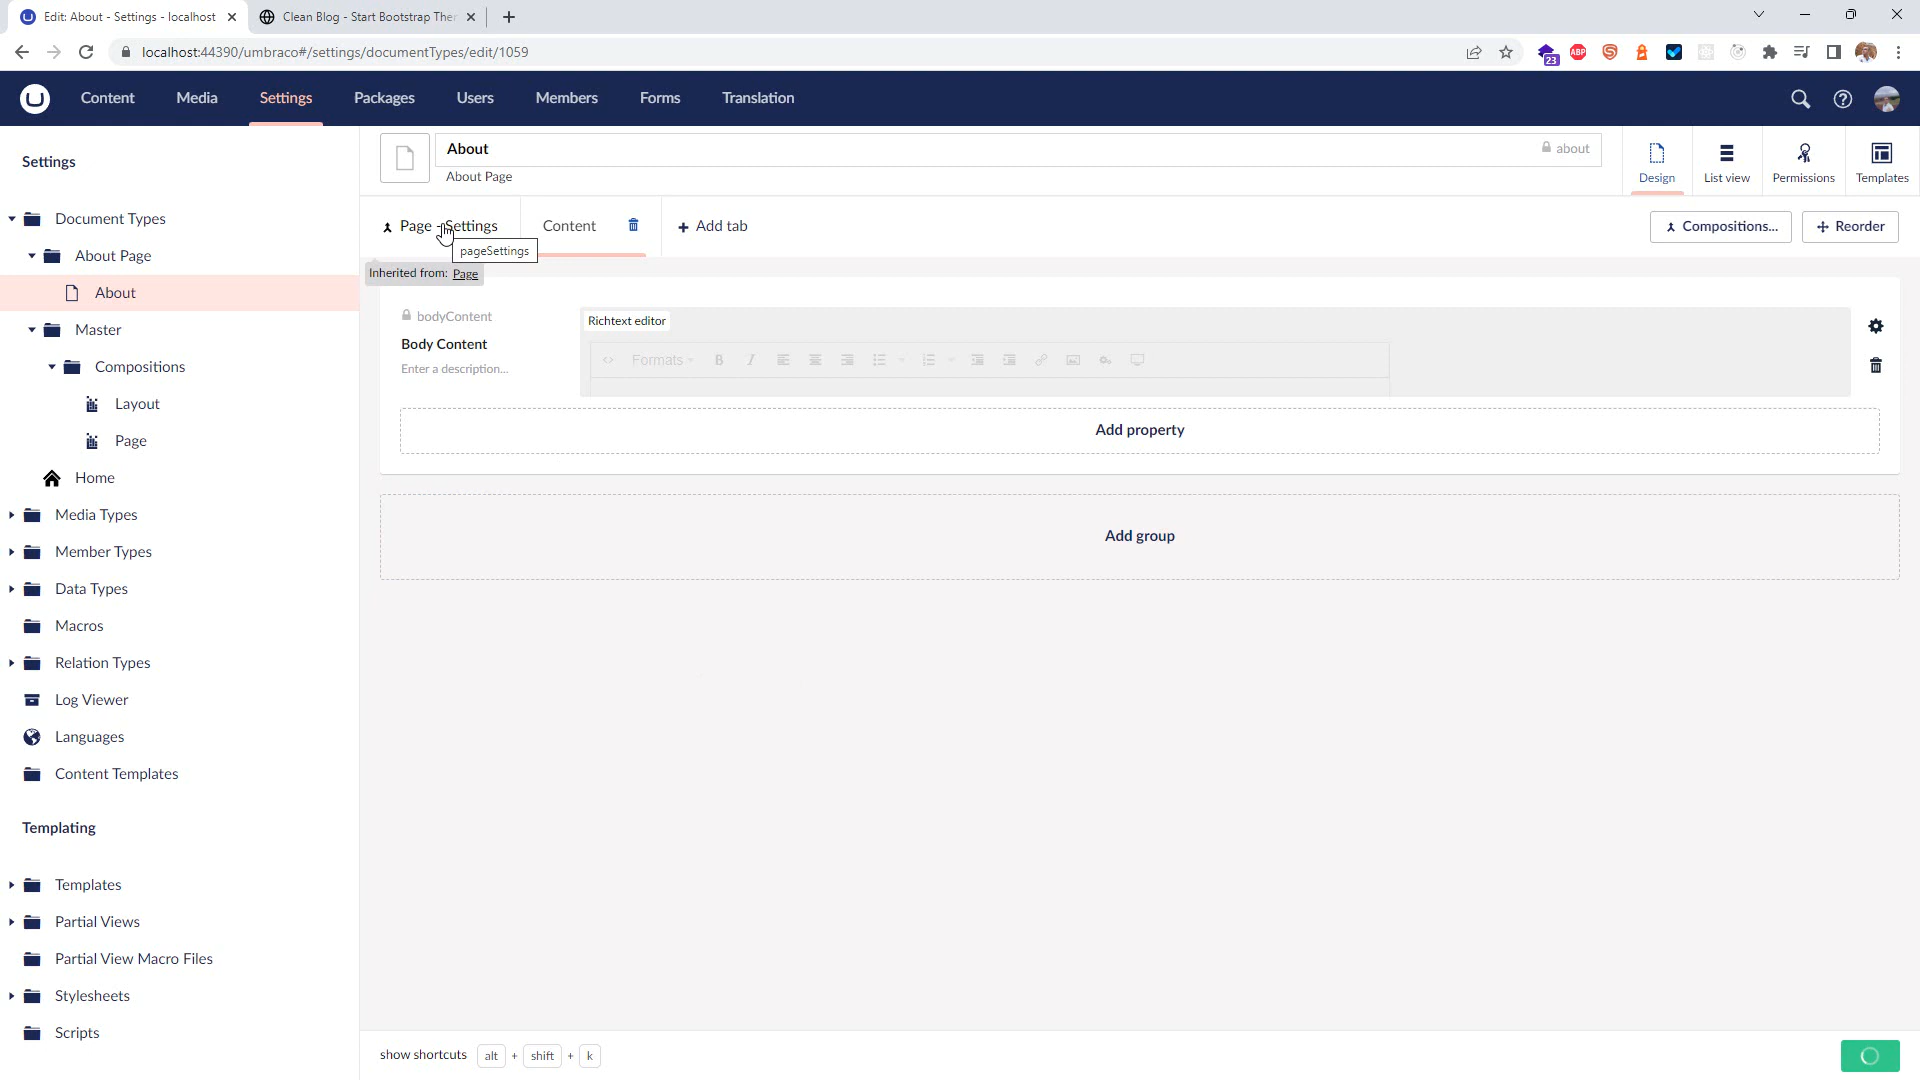 Edit: About - Settings - localhost
Clean Blog - Start Bootstrap Ther
localhost:44390/umbraco#/settings/documentTypes/edit/1059
23
ABP
Content
Media
Settings
Packages
Users
Members
Forms
Translation
Settings
Document Types
About Page
About
Master
Compositions
Layout
Page
Home
Media Types
Member Types
Data Types
Macros
Relation Types
Log Viewer
Languages
Content Templates
Templating
Templates
Partial Views
Partial View Macro Files
Stylesheets
Scripts
About
about
About Page
Design
List view
Permissions
Templates
Page - Settings
Content
Add tab
Compositions...
Reorder
pageSettings
Inherited from: Page
bodyContent
Body Content
Enter a description...
Richtext editor
Formats
B
I
Add property
Add group
show shortcuts alt + shift + k